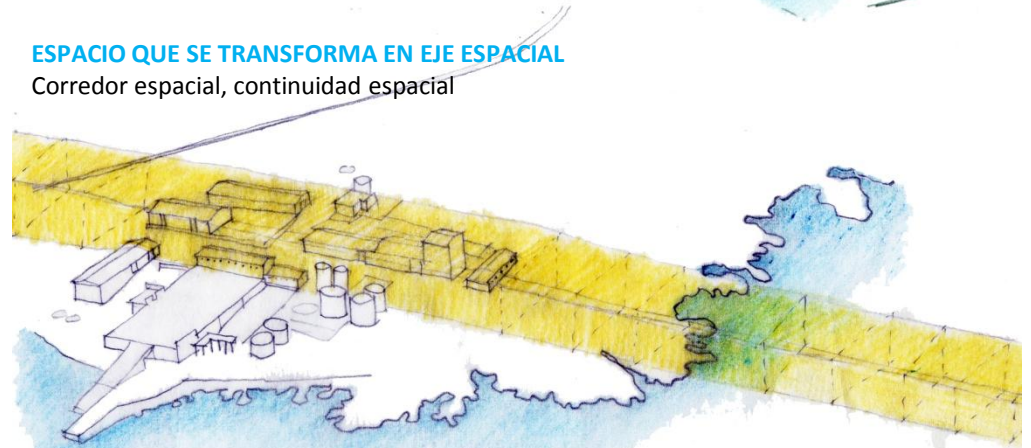 ESPACIO QUE SE TRANSFORMA EN EJE ESPACIAL
Corredor espacial, continuidad espacial